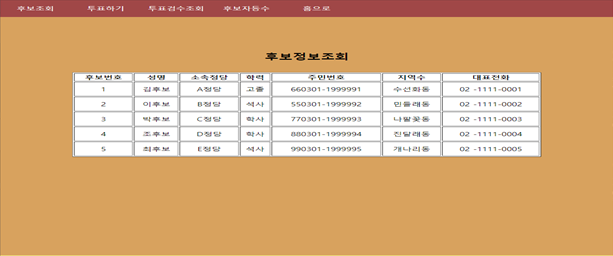 후보조회 투표하기 투표검수조회 후보자등수 홈으로
후보정보조회
후보번호 성명 소속정당 학력 주민번호 지역수 대표전화
1 김후보 A정당 고졸 660301-1999991 수선화동 02 -1111-0001
2 이후보 B정당 석사 550301-1999992 민들래동 02 -1111-0002
3 박후보 C정당 학사 770301-1999993 나팔꽃동 02 -1111-0003
4 조후보 D정당 학사 880301-1999994 진달래동 02 -1111-0004
5 최후보 E정당 석사 990301-1999995 개나리동 02 -1111-0005